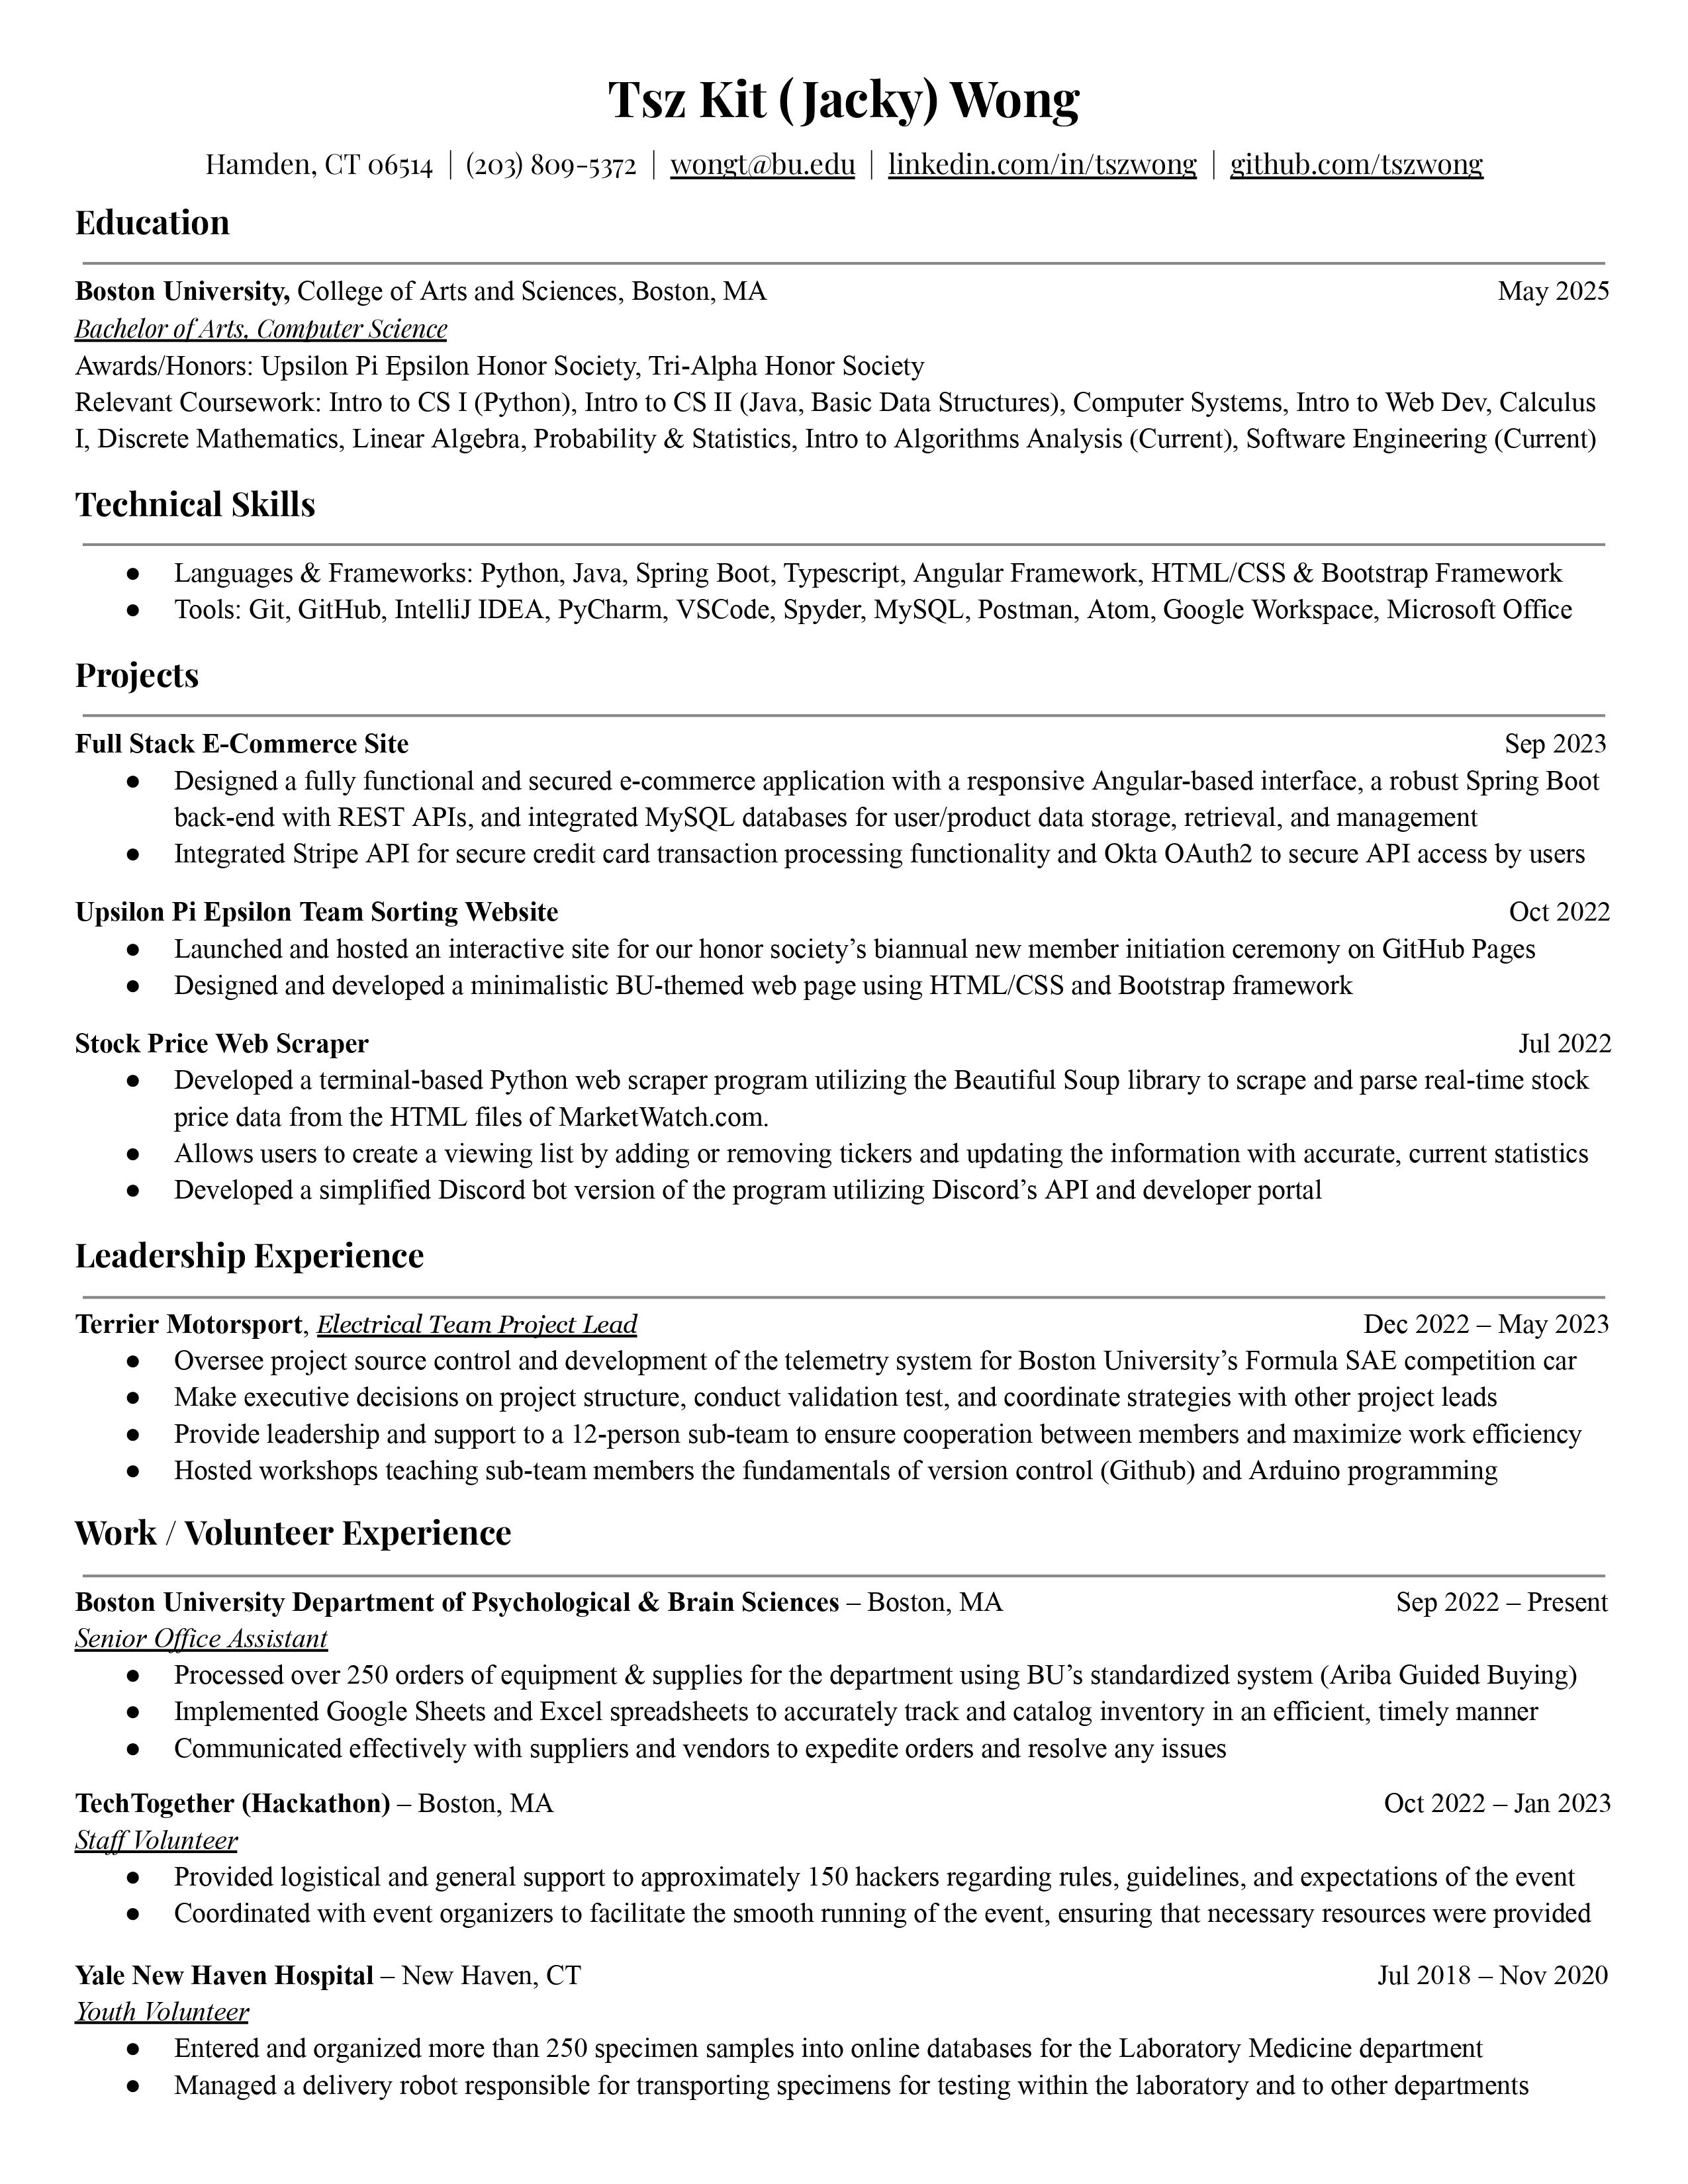 Tsz Kit (Jacky) Wong
Hamden, CT 06514 | (203) 809-5372 | wongt@bu.edu | linkedin.com/in/tszwong | github.com/tszwong
Education
Boston University, College of Arts and Sciences, Boston, MA May 2025
Bachelor of Arts, Computer Science
Awards/Honors: Upsilon Pi Epsilon Honor Society, Tri-Alpha Honor Society
Relevant Coursework: Intro to CS I (Python), Intro to CS II (Java, Basic Data Structures), Computer Systems, Intro to Web Dev, Calculus
I, Discrete Mathematics, Linear Algebra, Probability & Statistics, Intro to Algorithms Analysis (Current), Software Engineering (Current)
Technical Skills
● Languages & Frameworks: Python, Java, Spring Boot, Typescript, Angular Framework, HTML/CSS & Bootstrap Framework
● Tools: Git, GitHub, IntelliJ IDEA, PyCharm, VSCode, Spyder, MySQL, Postman, Atom, Google Workspace, Microsoft Office
Projects
Full Stack E-Commerce Site Sep 2023
● Designed a fully functional and secured e-commerce application with a responsive Angular-based interface, a robust Spring Boot
back-end with REST APIs, and integrated MySQL databases for user/product data storage, retrieval, and management
● Integrated Stripe API for secure credit card transaction processing functionality and Okta OAuth2 to secure API access by users
Upsilon Pi Epsilon Team Sorting Website Oct 2022
● Launched and hosted an interactive site for our honor society’s biannual new member initiation ceremony on GitHub Pages
● Designed and developed a minimalistic BU-themed web page using HTML/CSS and Bootstrap framework
Stock Price Web Scraper Jul 2022
● Developed a terminal-based Python web scraper program utilizing the Beautiful Soup library to scrape and parse real-time stock
price data from the HTML files of MarketWatch.com.
● Allows users to create a viewing list by adding or removing tickers and updating the information with accurate, current statistics
● Developed a simplified Discord bot version of the program utilizing Discord’s API and developer portal
Leadership Experience
Terrier Motorsport, Electrical Team Project Lead Dec 2022 – May 2023
● Oversee project source control and development of the telemetry system for Boston University’s Formula SAE competition car
● Make executive decisions on project structure, conduct validation test, and coordinate strategies with other project leads
● Provide leadership and support to a 12-person sub-team to ensure cooperation between members and maximize work efficiency
● Hosted workshops teaching sub-team members the fundamentals of version control (Github) and Arduino programming
Work / Volunteer Experience
Boston University Department of Psychological & Brain Sciences – Boston, MA Sep 2022 – Present
Senior Office Assistant
● Processed over 250 orders of equipment & supplies for the department using BU’s standardized system (Ariba Guided Buying)
● Implemented Google Sheets and Excel spreadsheets to accurately track and catalog inventory in an efficient, timely manner
● Communicated effectively with suppliers and vendors to expedite orders and resolve any issues
TechTogether (Hackathon) – Boston, MA Oct 2022 – Jan 2023
Staff Volunteer
● Provided logistical and general support to approximately 150 hackers regarding rules, guidelines, and expectations of the event
● Coordinated with event organizers to facilitate the smooth running of the event, ensuring that necessary resources were provided
Yale New Haven Hospital – New Haven, CT Jul 2018 – Nov 2020
Youth Volunteer
● Entered and organized more than 250 specimen samples into online databases for the Laboratory Medicine department
● Managed a delivery robot responsible for transporting specimens for testing within the laboratory and to other departments